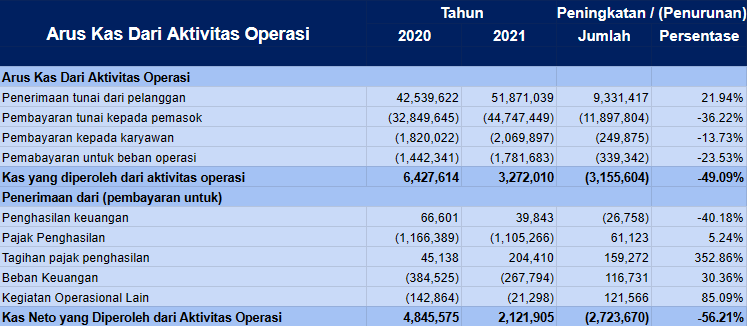 Arus Kas Dari Aktivitas Operasi Tahun Peningkatan / (Penurunan)
2020 2021 Jumlah Persentase
Arus Kas Dari Aktivitas Operasi
Penerimaan tunai dari pelanggan 42,539,622 51,871,039 9,331,417 21.94%
Pembayaran tunai kepada pemasok (32,849,645) (44,747,449) (11,897,804) -36.22%
Pembayaran kepada karyawan (1,820,022) (2,069,897) (249,875) -13.73%
Pemabayaran untuk beban operasi (1,442,341) (1,781,683) (339,342) -23.53%
Kas yang diperoleh dari aktivitas operasi 6,427,614 3,272,010 (3,155,604) -49.09%
Penerimaan dari (pembayaran untuk)
Penghasilan keuangan 66,601 39,843 (26,758) -40.18%
Pajak Penghasilan (1,166,389) (1,105,266) 61,123 5.24%
Tagihan pajak penghasilan 45,138 204,410 159,272 352.86%
Beban Keuangan (384,525) (267,794) 116,731 30.36%
Kegiatan Operasional Lain (142,864) (21,298) 121,566 85.09%
Kas Neto yang Diperoleh dari Aktivitas Operasi 4,845,575 2,121,905 (2,723,670) -56.21%